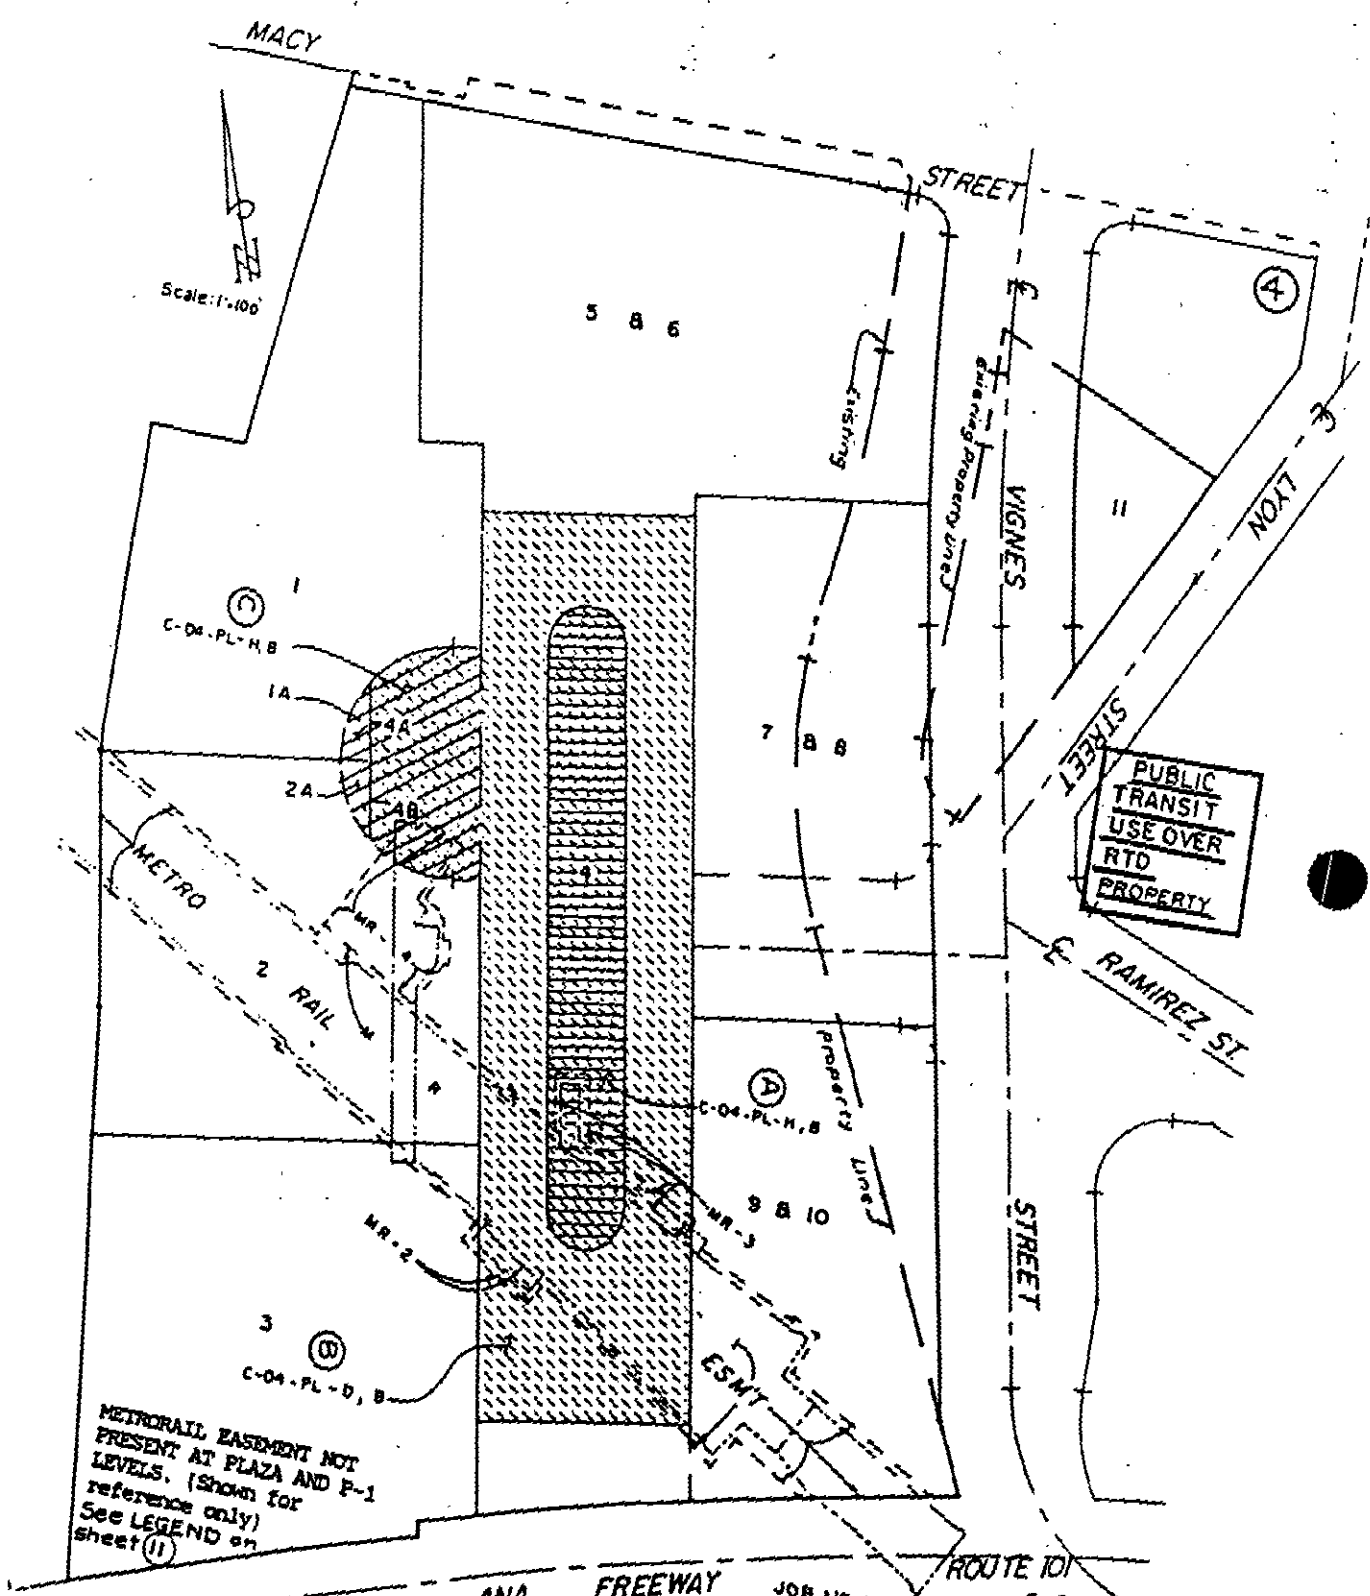 MACY
STREET
Scale: 1"=100'
4
5 & 6
Existing
Existing Property Line
VIGNES
11
LYON
1
C
C-04-PL-H,B
1A
4A
2A
4B
7 & 8
STREET
PUBLIC
TRANSIT
USE OVER
RTD
PROPERTY
METRO
MR-
4
2
RAIL
RAMIREZ ST.
A
C-04-PL-H,B
Property Line
9 & 10
MR-3
MR-2
STREET
3
B
C-04-PL-D,B
ESM'T
METRORAIL EASEMENT NOT
PRESENT AT PLAZA AND P-1
LEVELS. (Shown for
reference only)
See LEGEND on
sheet 11
ANA FREEWAY
ROUTE 101